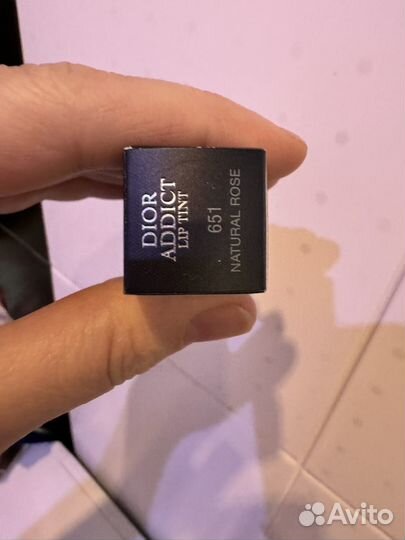 DIOR
ADDICT
LIP TINT
651
NATURAL ROSE
Avito